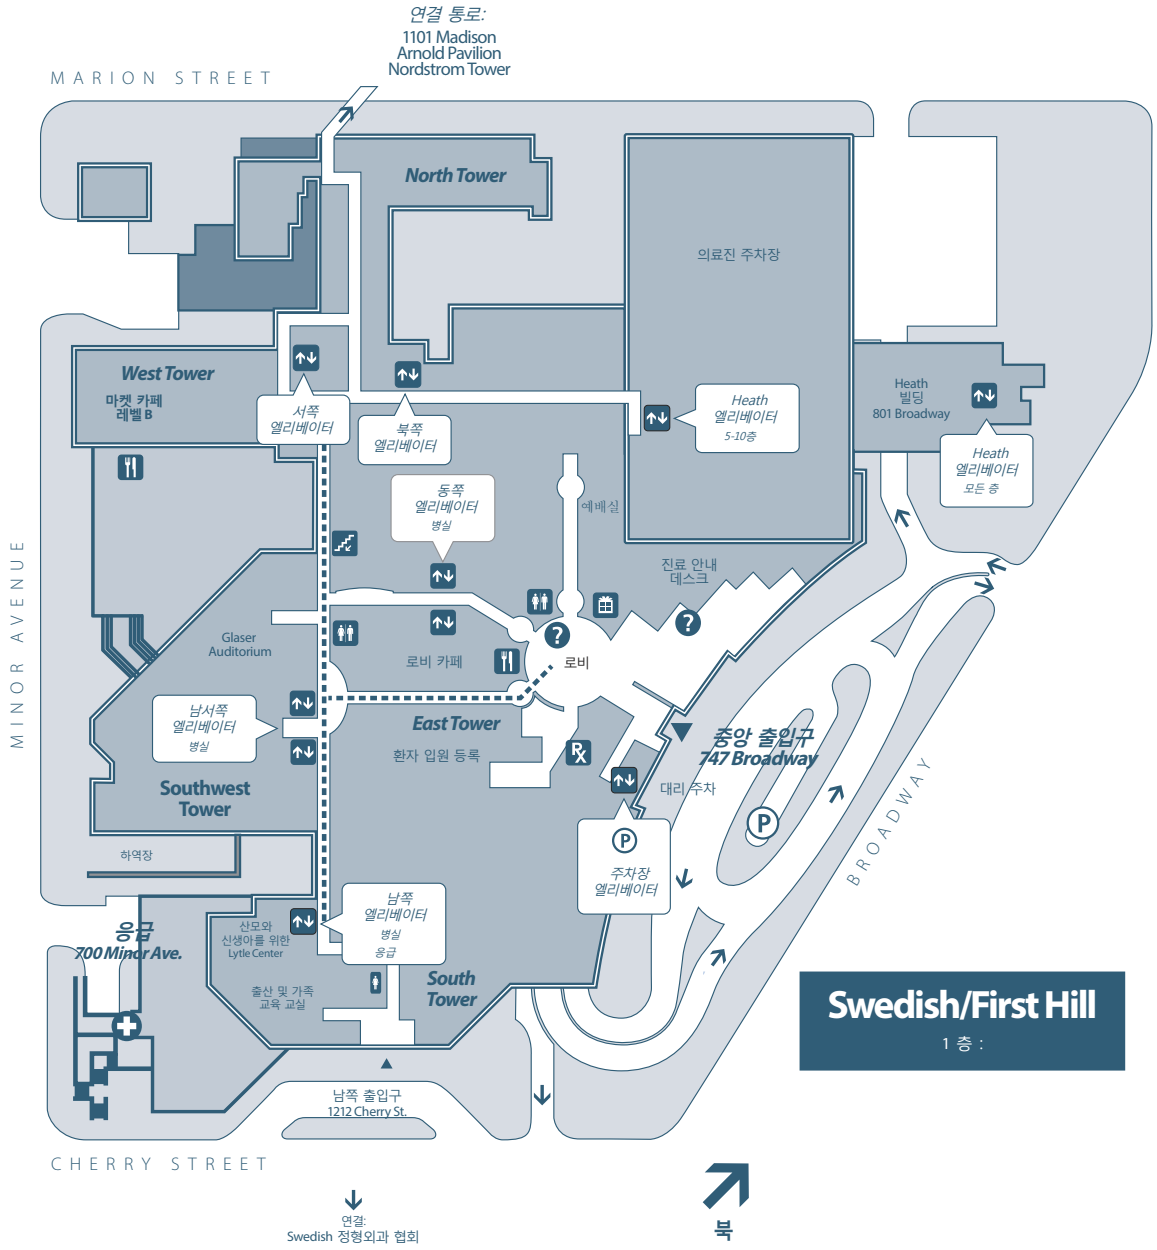 연결 통로:
1101 Madison
Arnold Pavilion
Nordstrom Tower
MARION STREET
North Tower
의료진 주차장
West Tower
마켓 카페
레벨 B
서쪽
엘리베이터
북쪽
엘리베이터
Heath
엘리베이터
5-10층
Heath
빌딩
801 Broadway
Heath
엘리베이터
모든 층
동쪽
엘리베이터
병실
예배실
진료 안내
데스크
?
?
MINOR AVENUE
Glaser
Auditorium
로비 카페
로비
남서쪽
엘리베이터
병실
East Tower
환자 입원 등록
Rx
중앙 출입구
747 Broadway
대리 주차
Southwest
Tower
P
P
주차장
엘리베이터
BROADWAY
하역장
응급
700 Minor Ave.
산모와
신생아를 위한
Lytle Center
남쪽
엘리베이터
병실
응급
출산 및 가족
교육 교실
South
Tower
Swedish/First Hill
1 층 :
남쪽 출입구
1212 Cherry St.
CHERRY STREET
연결:
Swedish 정형외과 협회
북